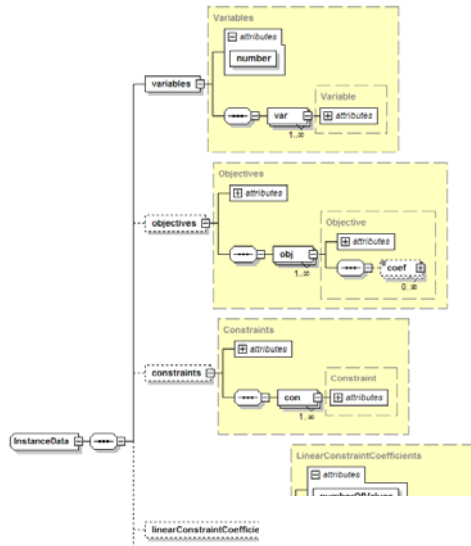 Variables
attributes
number
variables
Variable
var
attributes
1..∞
Objectives
attributes
objectives
Objective
attributes
obj
1..∞
coef
0..∞
Constraints
attributes
constraints
Constraint
con
attributes
1..∞
InstanceData
LinearConstraintCoefficients
attributes
numberOfValues
linearConstraintCoefficie